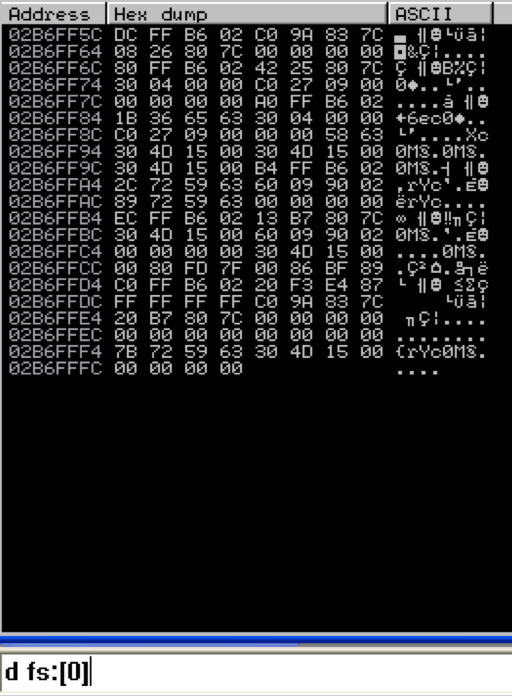 Address Hex dump ASCII
02B6FF5C DC FF B6 02 C0 9A 83 7C ▄ ╢☻└Üâ|
02B6FF64 08 26 80 7C 00 00 00 00 ◘&Ç|....
02B6FF6C 80 FF B6 02 42 25 80 7C Ç ╢☻B%Ç|
02B6FF74 30 04 00 00 C0 27 09 00 0♦..└'..
02B6FF7C 00 00 00 00 A0 FF B6 02 ....á ╢☻
02B6FF84 1B 36 65 63 30 04 00 00 ←6ec0♦..
02B6FF8C C0 27 09 00 00 00 58 63 └'....Xc
02B6FF94 30 4D 15 00 30 4D 15 00 0M§.0M§.
02B6FF9C 30 4D 15 00 B4 FF B6 02 0M§.┤ ╢☻
02B6FFA4 2C 72 59 63 60 09 90 02 ,rYc`.É☻
02B6FFAC 89 72 59 63 00 00 00 00 ërYc....
02B6FFB4 EC FF B6 02 13 B7 80 7C ∞ ╢☻‼╖Ç|
02B6FFBC 30 4D 15 00 60 09 90 02 0M§.`.É☻
02B6FFC4 00 00 00 00 30 4D 15 00 ....0M§.
02B6FFCC 00 80 FD 7F 00 86 BF 89 .Ç²⌂.å┐ë
02B6FFD4 C0 FF B6 02 20 F3 E4 87 └ ╢☻ ≤Σç
02B6FFDC FF FF FF FF C0 9A 83 7C └Üâ|
02B6FFE4 20 B7 80 7C 00 00 00 00 ╖Ç|....
02B6FFEC 00 00 00 00 00 00 00 00 ........
02B6FFF4 7B 72 59 63 30 4D 15 00 {rYc0M§.
02B6FFFC 00 00 00 00 ....
d fs:[0]